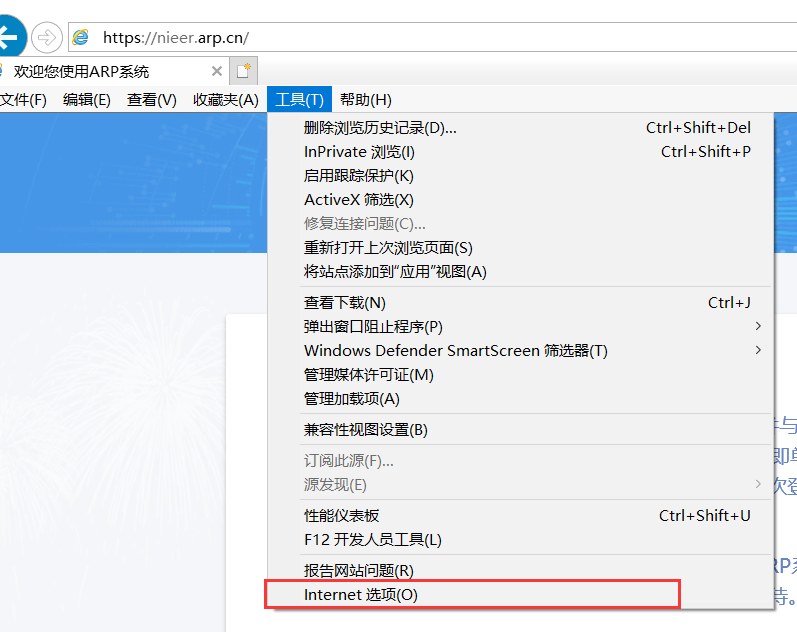 https://nieer.arp.cn/
欢迎您使用ARP系统
文件(F) 编辑(E) 查看(V) 收藏夹(A) 工具(T) 帮助(H)
删除浏览历史记录(D)... Ctrl+Shift+Del
InPrivate 浏览(I) Ctrl+Shift+P
启用跟踪保护(K)
ActiveX 筛选(X)
修复连接问题(C)...
重新打开上次浏览页面(S)
将站点添加到“应用”视图(A)
查看下载(N) Ctrl+J
弹出窗口阻止程序(P)
Windows Defender SmartScreen 筛选器(T)
管理媒体许可证(M)
管理加载项(A)
兼容性视图设置(B)
订阅此源(F)...
源发现(E)
性能仪表板 Ctrl+Shift+U
F12 开发人员工具(L)
报告网站问题(R)
Internet 选项(O)